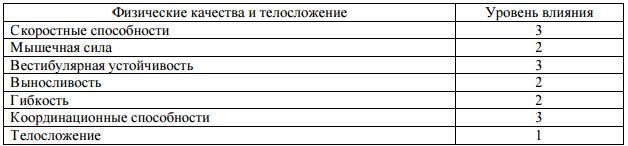 Физические качества и телосложение Уровень влияния
Скоростные способности 3
Мышечная сила 2
Вестибулярная устойчивость 3
Выносливость 2
Гибкость 2
Координационные способности 3
Телосложение 1